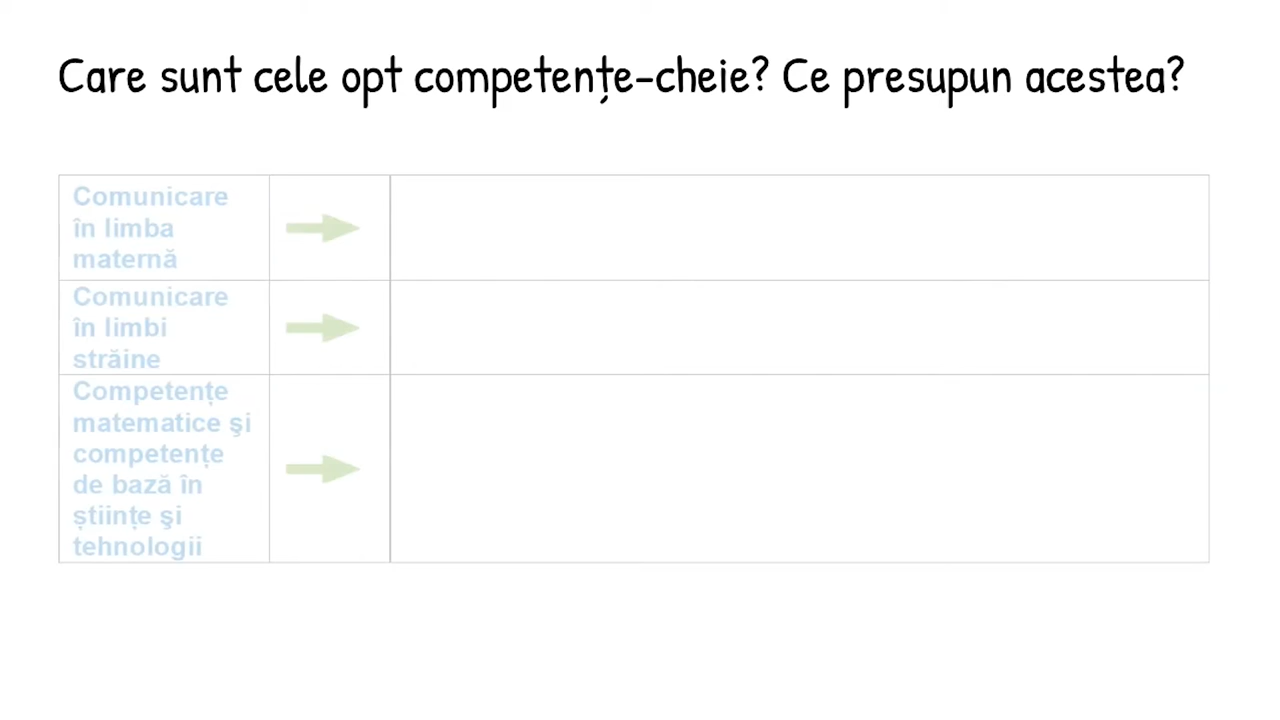 Care sunt cele opt competențe-cheie? Ce presupun acestea?
Comunicare
în limba
maternă
Comunicare
în limbi
străine
Competențe
matematice şi
competențe
de bază în
științe şi
tehnologii